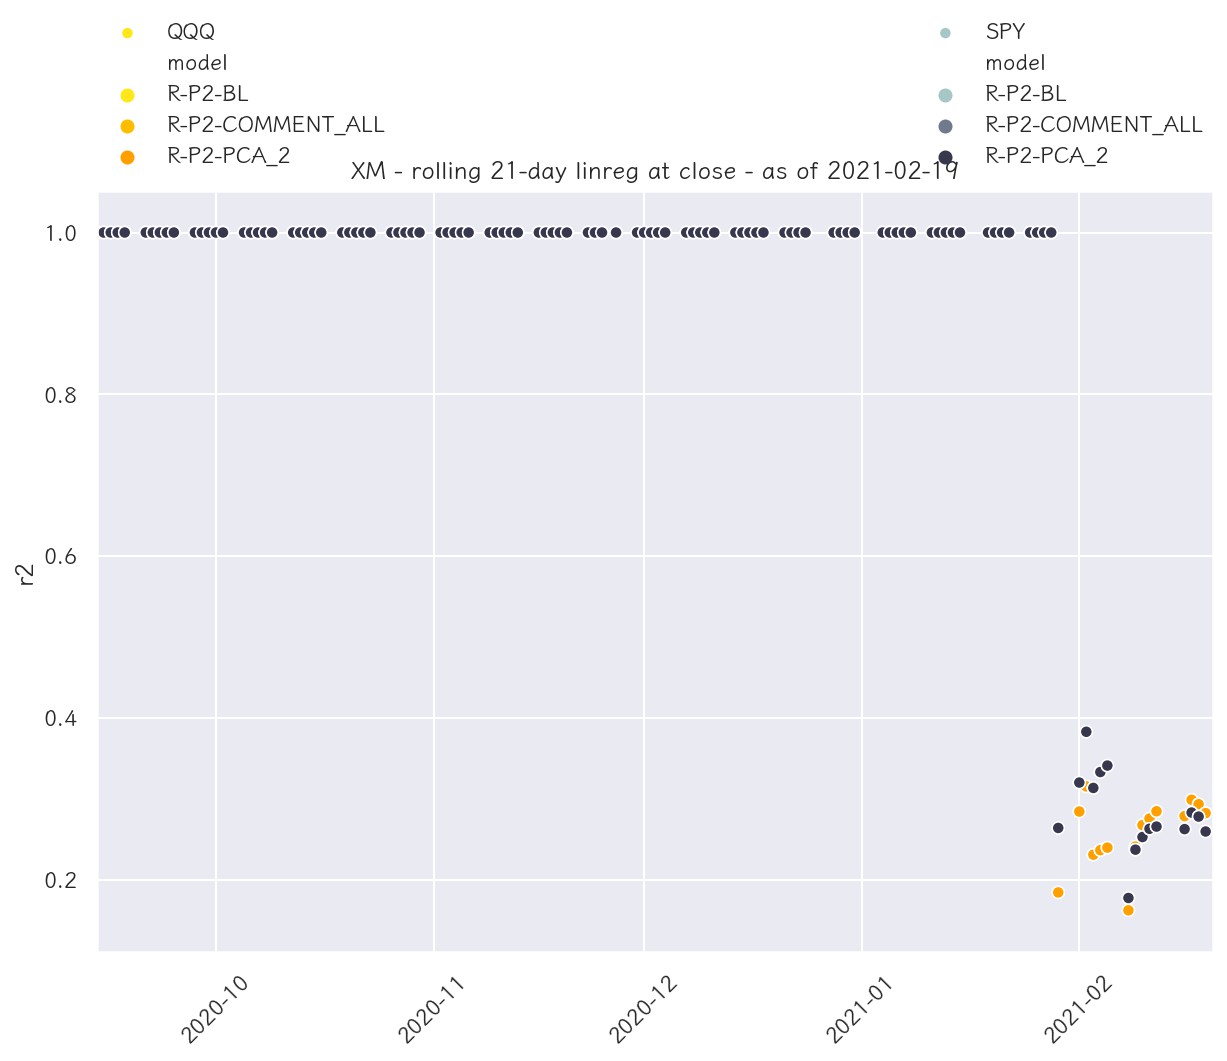 QQQ
model
R-P2-BL
R-P2-COMMENT_ALL
R-P2-PCA_2
SPY
model
R-P2-BL
R-P2-COMMENT_ALL
R-P2-PCA_2
XM - rolling 21-day linreg at close - as of 2021-02-19
1.0
0.8
0.6
0.4
0.2
r2
2020-10
2020-11
2020-12
2021-01
2021-02